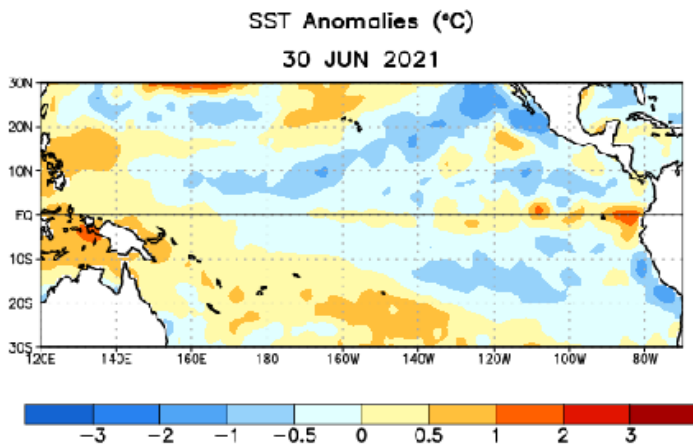 SST Anomalies (°C)
30 JUN 2021
30N
20N
10N
EQ
10S
20S
30S
120E 140E 160E 180 160W 140W 120W 100W 80W
-3 -2 -1 -0.5 0 0.5 1 2 3